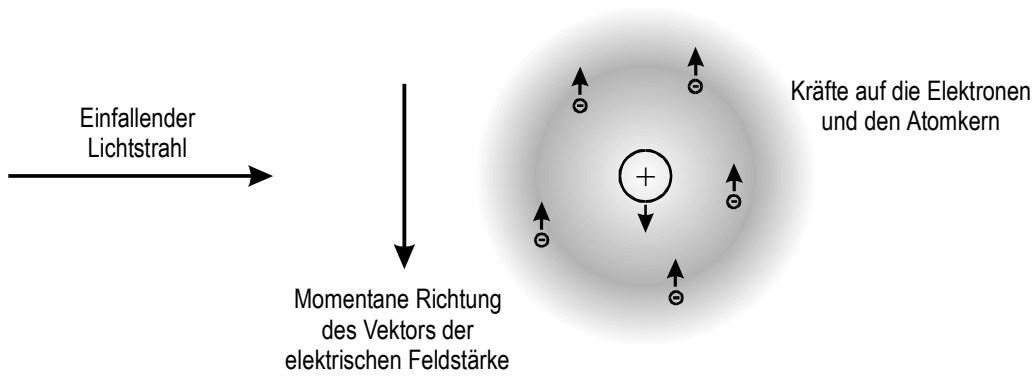 Einfallender
Lichtstrahl
Momentane Richtung
des Vektors der
elektrischen Feldstärke
+
-
-
-
-
-
Kräfte auf die Elektronen
und den Atomkern